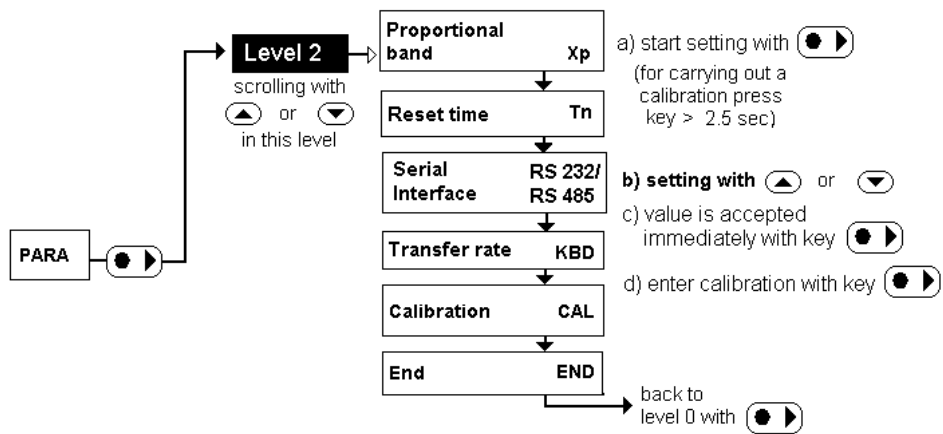 PARA
Level 2
scrolling with
or
in this level
Proportional
band Xp
Reset time Tn
Serial RS 232/
Interface RS 485
Transfer rate KBD
Calibration CAL
End END
a) start setting with
(for carrying out a
calibration press
key > 2.5 sec)
b) setting with or
c) value is accepted
immediately with key
d) enter calibration with key
back to
level 0 with